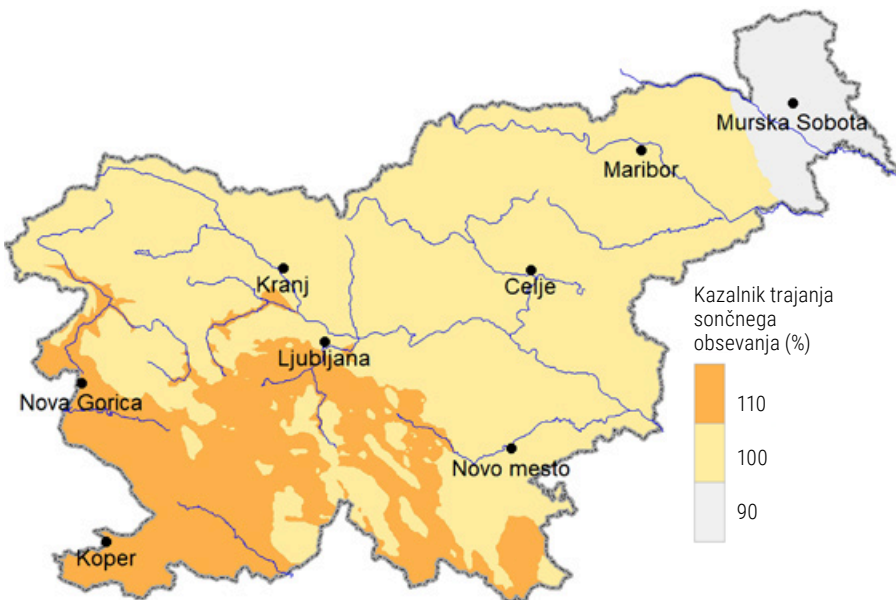 Murska Sobota
Maribor
Kranj
Celje
Ljubljana
Nova Gorica
Novo mesto
Koper
Kazalnik trajanja
sončnega
obsevanja (%)
110
100
90